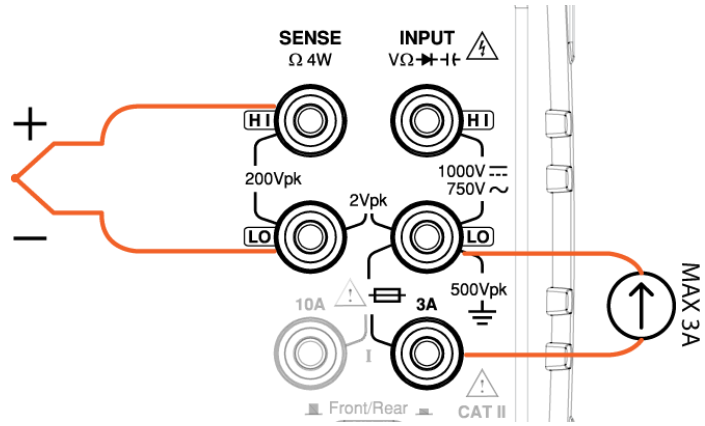 SENSE
Ω 4W
INPUT
VΩ
+
HI
HI
200Vpk
1000V
750V
2Vpk
−
LO
LO
500Vpk
10A
3A
I
MAX 3A
Front/Rear
CAT II